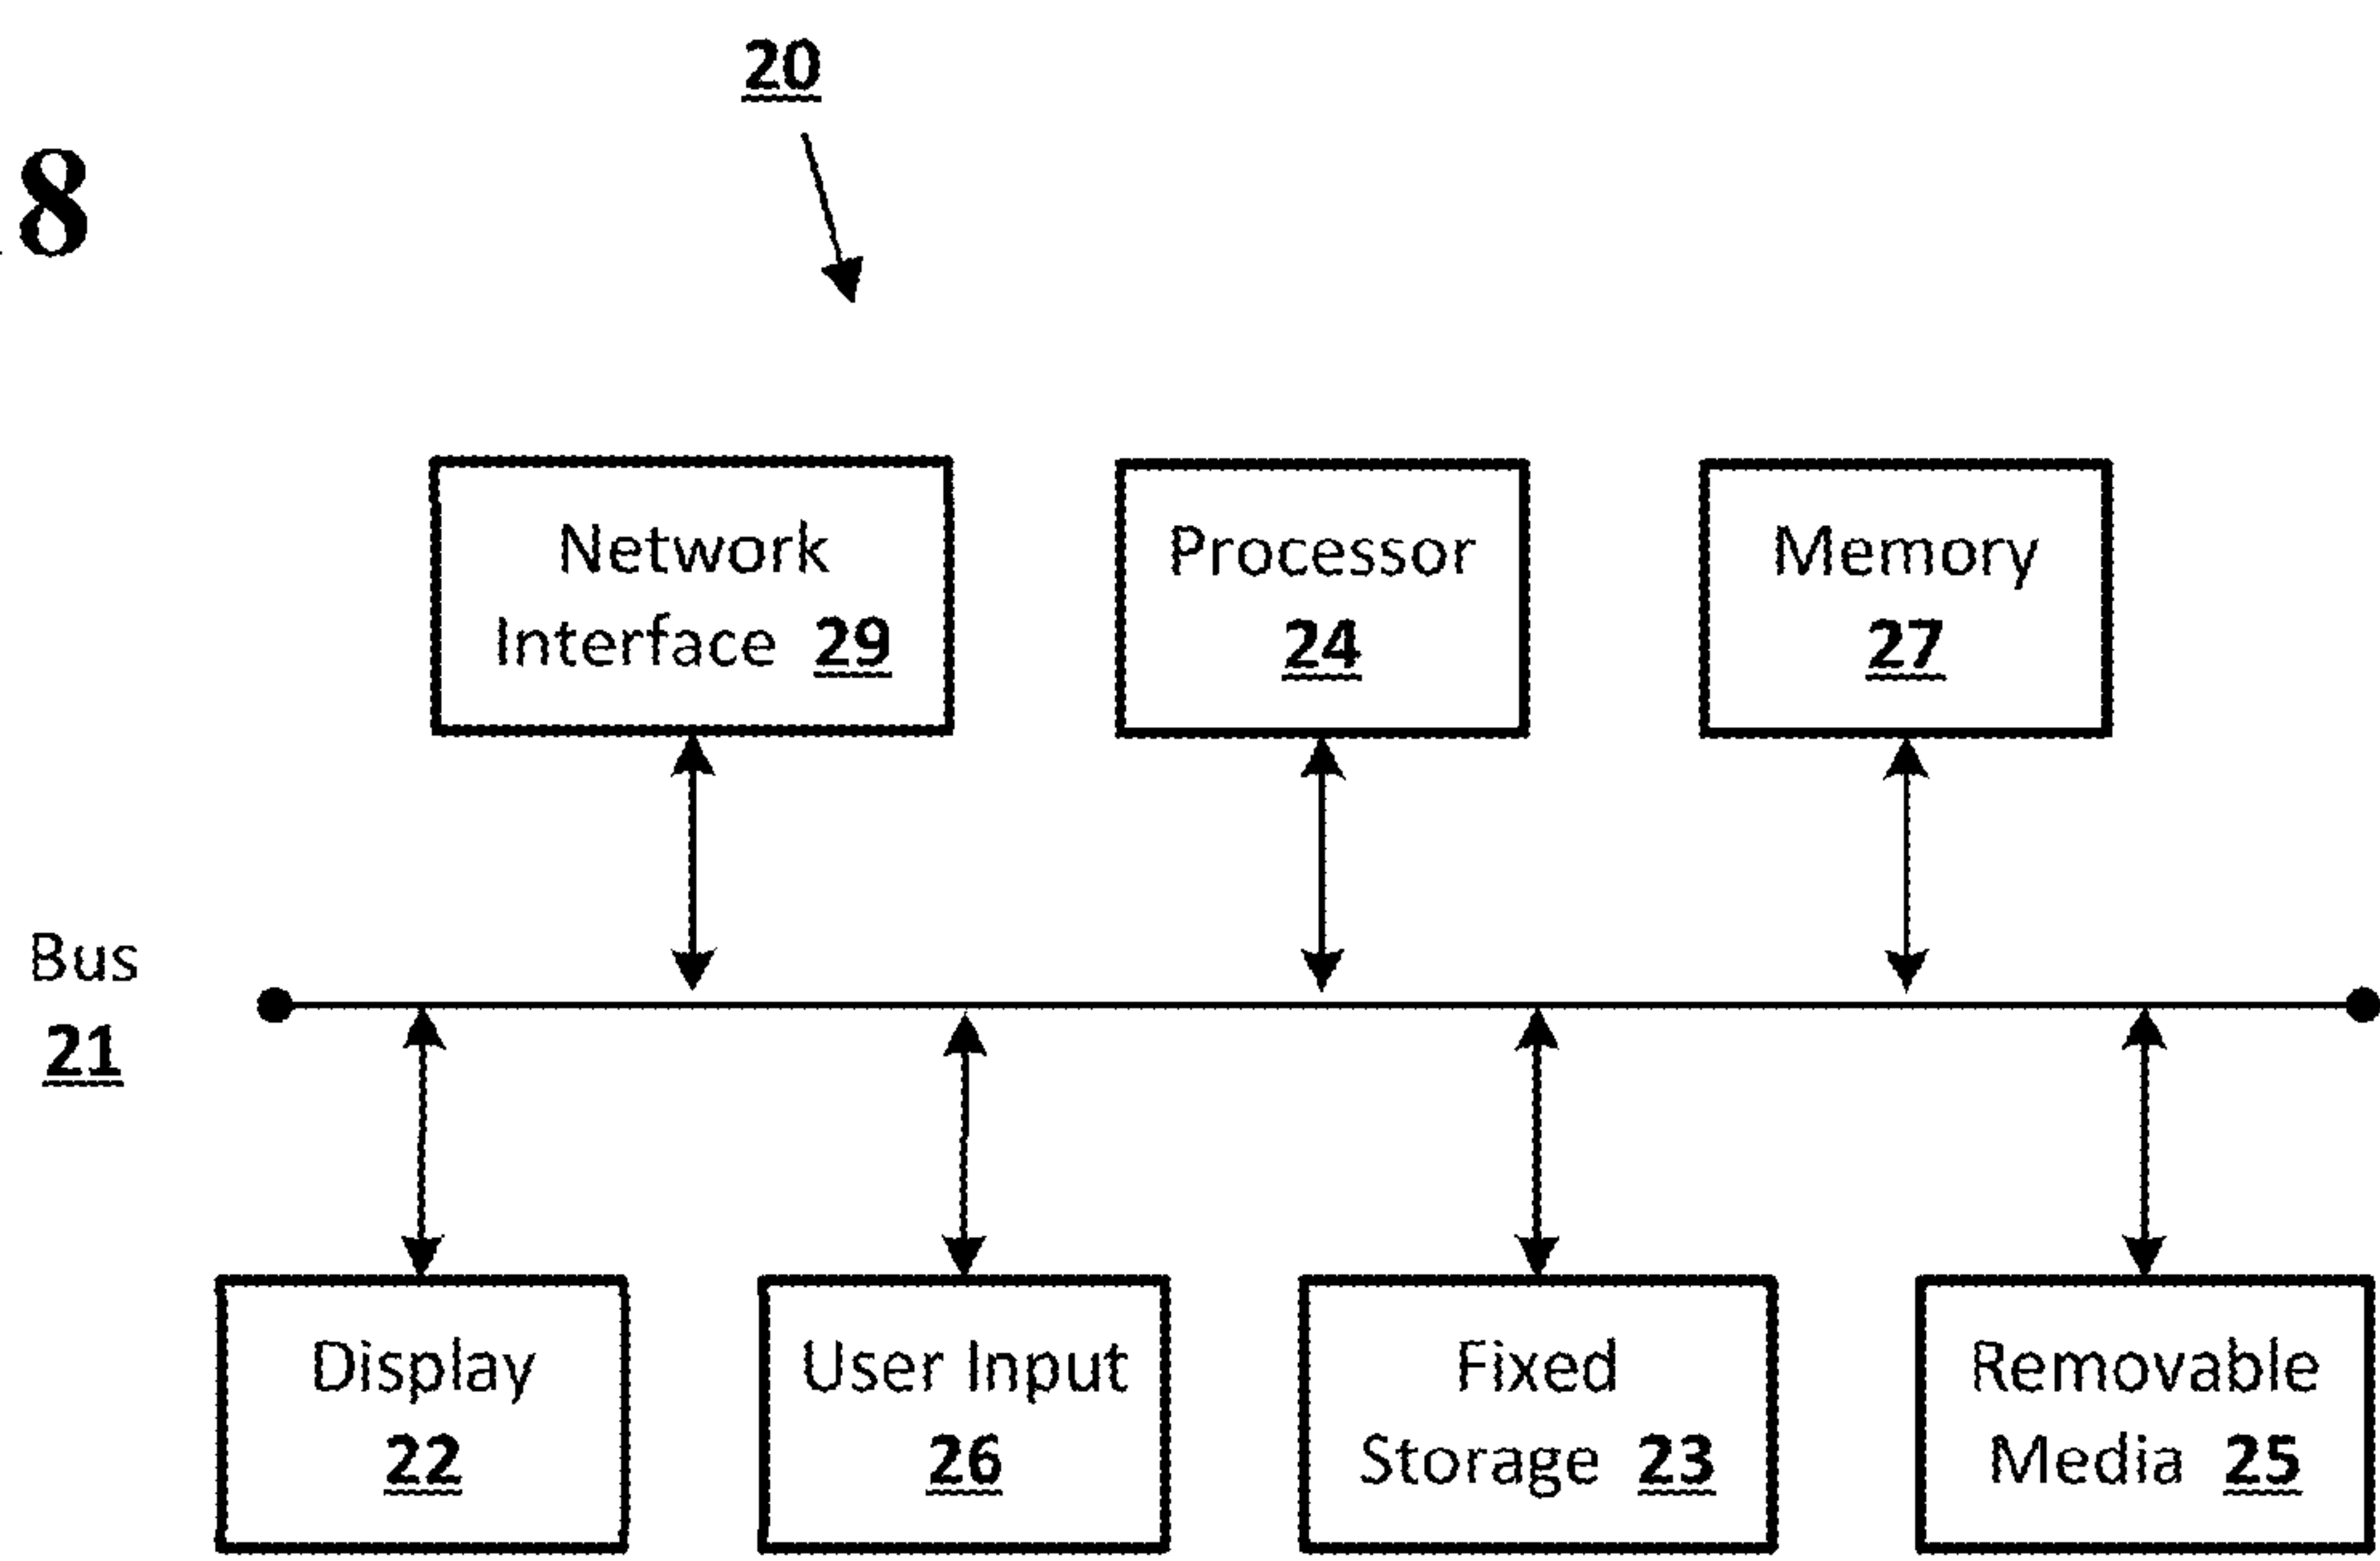 20
8
Network
Interface 29
Processor
24
Memory
27
Bus
21
Display
22
User Input
26
Fixed
Storage 23
Removable
Media 25